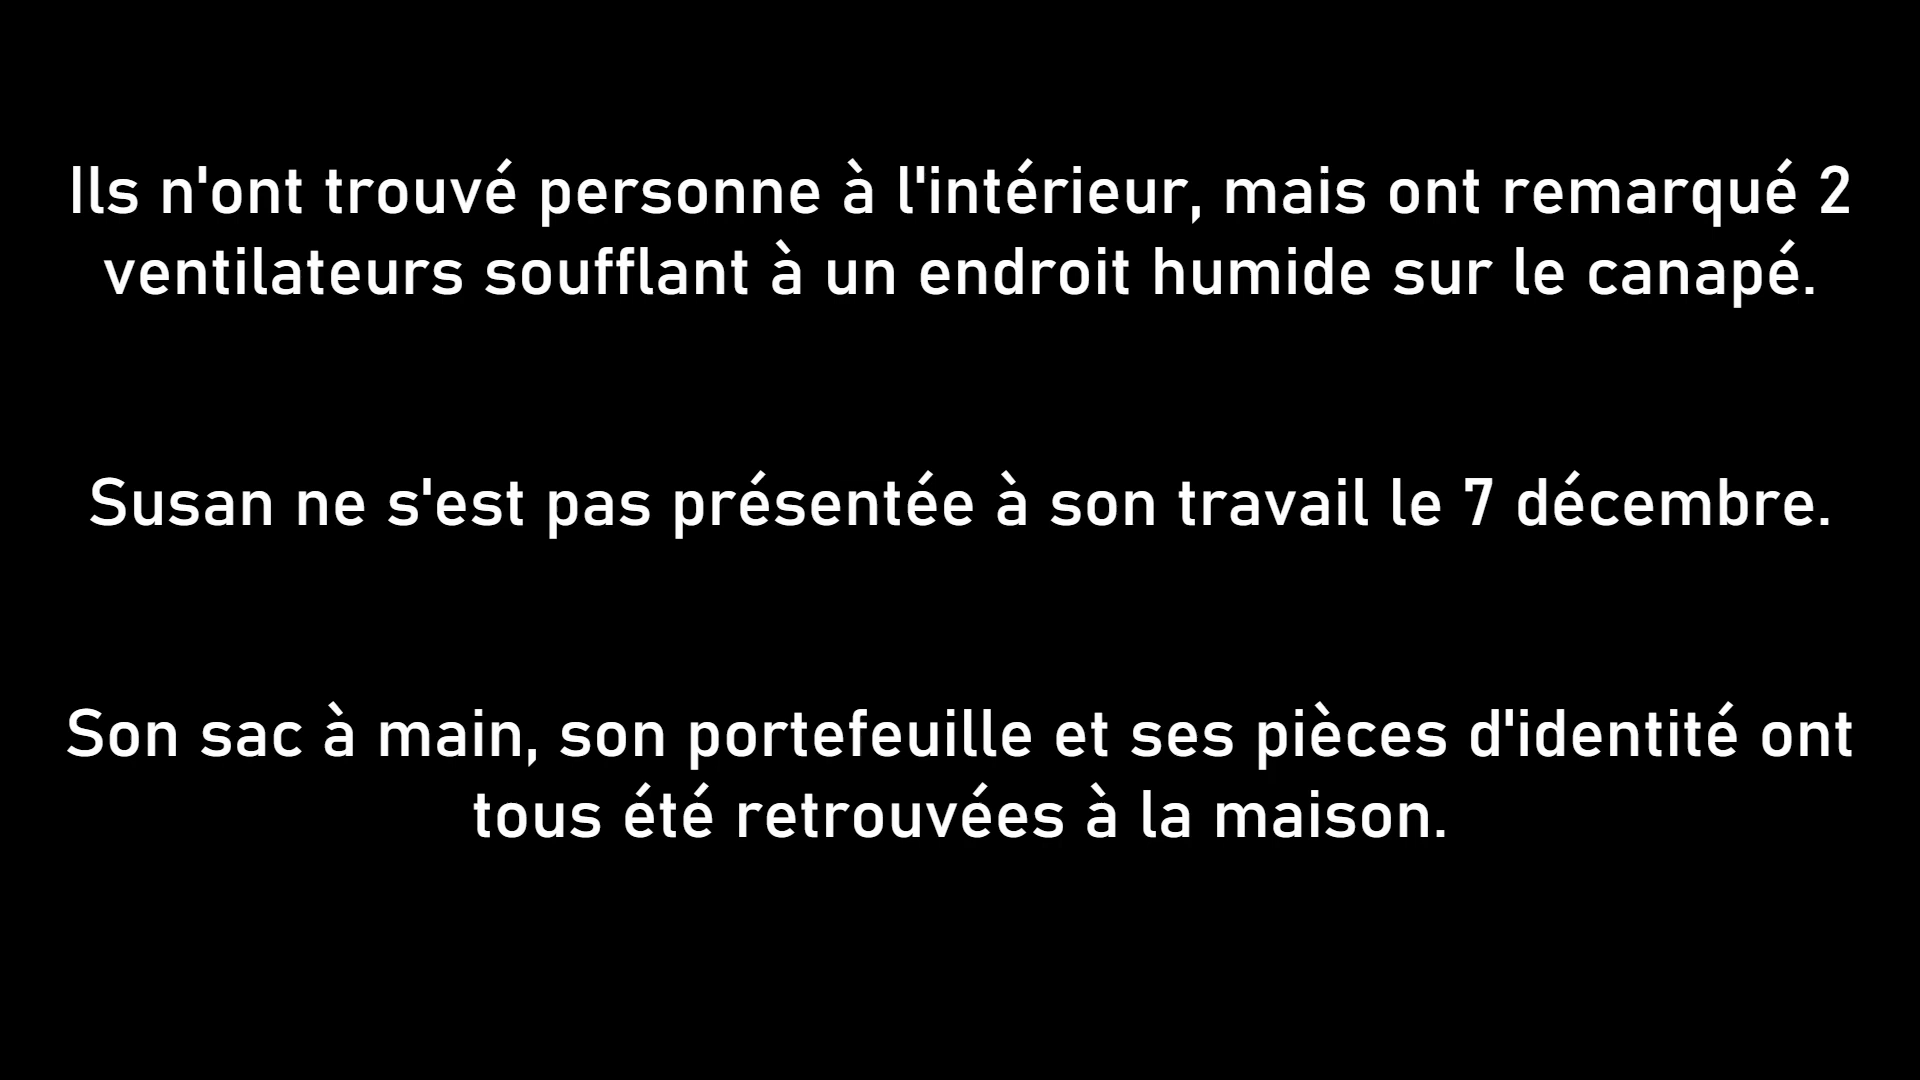 Ils n'ont trouvé personne à l'intérieur, mais ont remarqué 2
ventilateurs soufflant à un endroit humide sur le canapé.
Susan ne s'est pas présentée à son travail le 7 décembre.
Son sac à main, son portefeuille et ses pièces d'identité ont
tous été retrouvées à la maison.